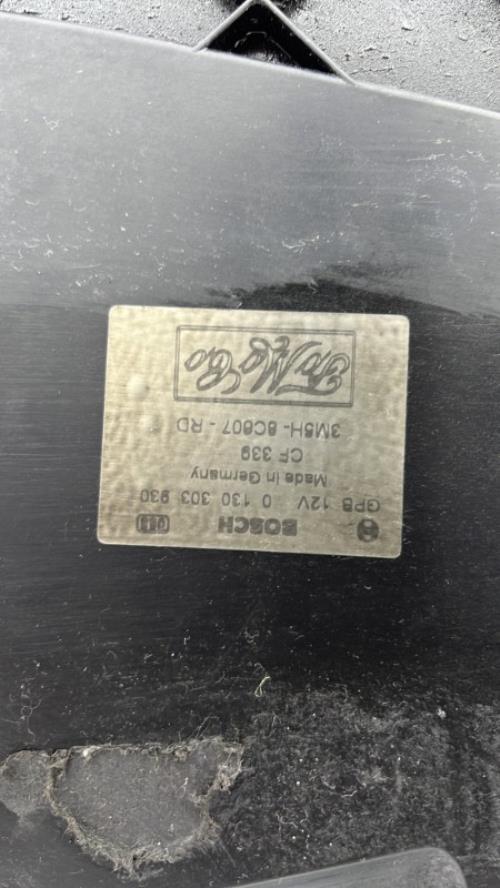 BOSCH
GPB 12V 0 130 303 930
Made in Germany
CF 339
3M5H-8C607-RD
FoMoCo